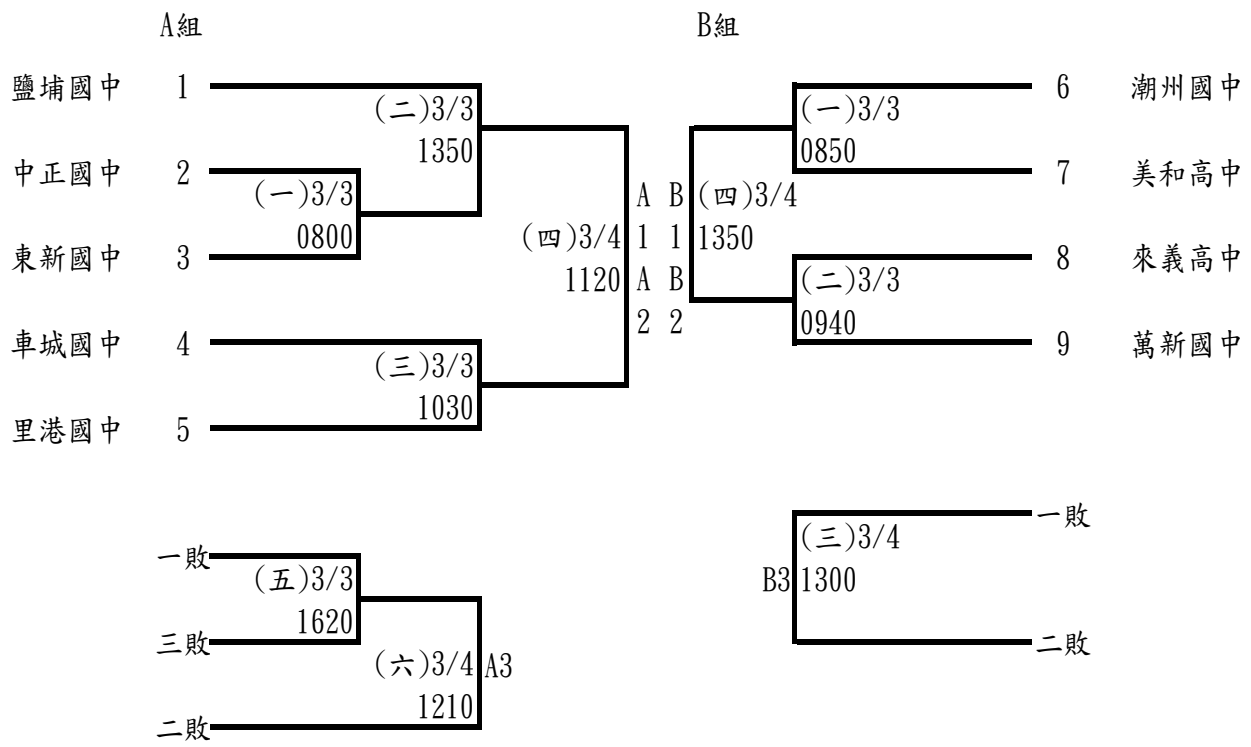 A組
B組
鹽埔國中 1
(二)3/3
1350
中正國中 2
(一)3/3
0800
東新國中 3
(四)3/4
1120
車城國中 4
(三)3/3
1030
里港國中 5
A B
1 1
A B
2 2
6 潮州國中
(一)3/3
0850
7 美和高中
(四)3/4
1350
8 來義高中
(二)3/3
0940
9 萬新國中
一敗
(五)3/3
1620
三敗
(六)3/4 A3
1210
二敗
一敗
(三)3/4
B3 1300
二敗